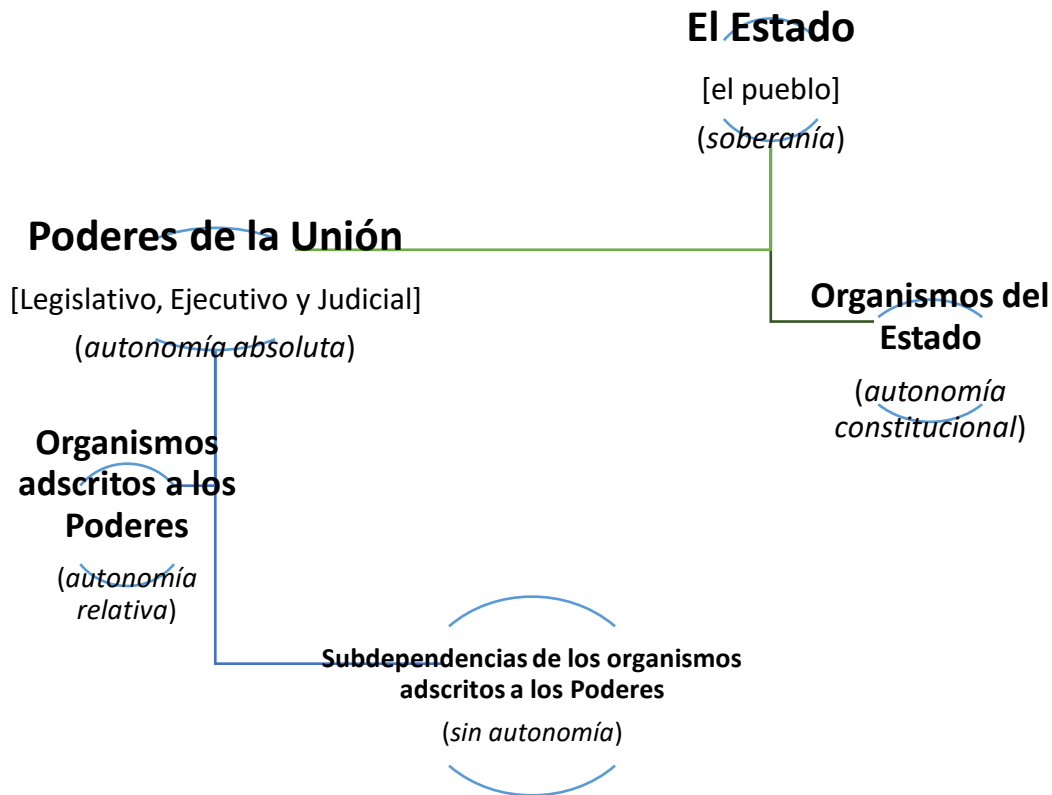 El Estado
[el pueblo]
(soberanía)
Poderes de la Unión
[Legislativo, Ejecutivo y Judicial]
(autonomía absoluta)
Organismos del
Estado
(autonomía
constitucional)
Organismos
adscritos a los
Poderes
(autonomía
relativa)
Subdependencias de los organismos
adscritos a los Poderes
(sin autonomía)